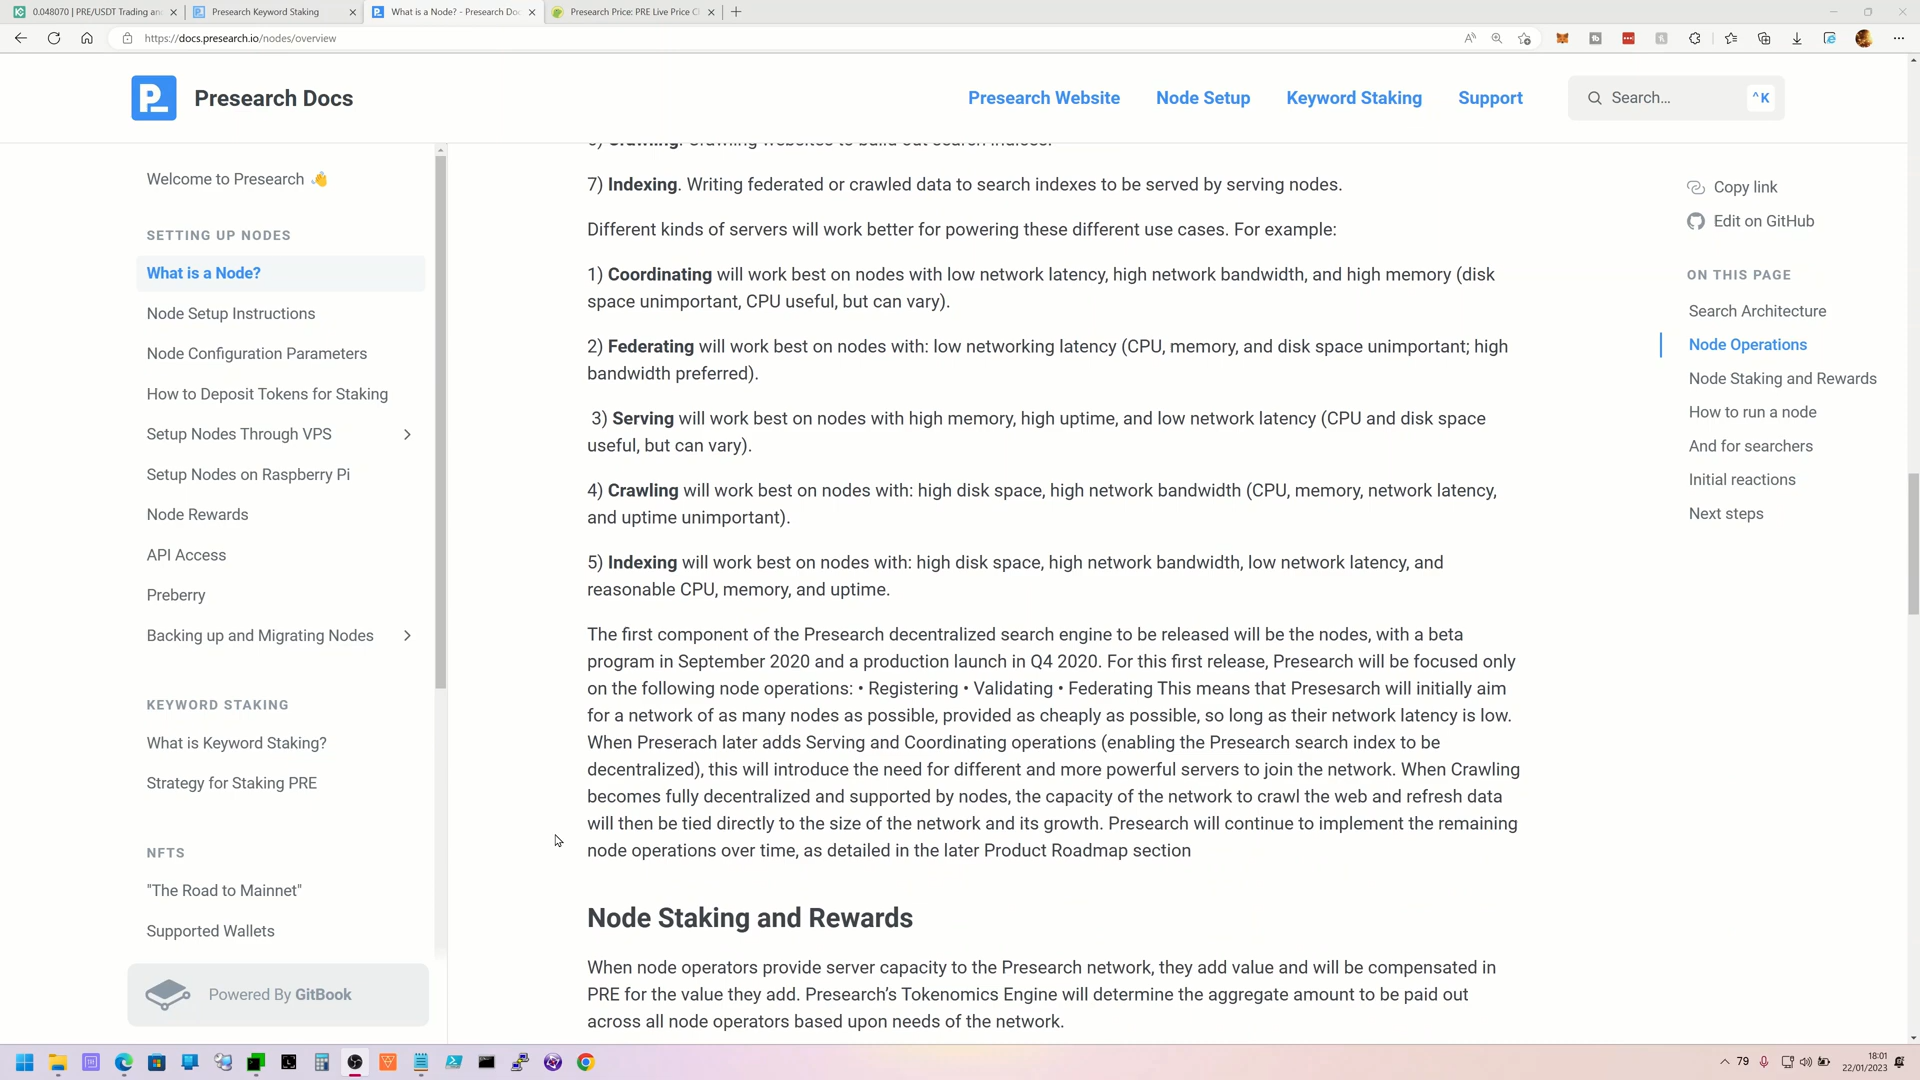 0.048070 | PRE/USDT Trading and
Presearch Keyword Staking
What is a Node? - Presearch Doc
Presearch Price: PRE Live Price C
https://docs.presearch.io/nodes/overview
Presearch Docs
Presearch Website
Node Setup
Keyword Staking
Support
Search...
^K
Welcome to Presearch 👋
SETTING UP NODES
What is a Node?
Node Setup Instructions
Node Configuration Parameters
How to Deposit Tokens for Staking
Setup Nodes Through VPS
Setup Nodes on Raspberry Pi
Node Rewards
API Access
Preberry
Backing up and Migrating Nodes
KEYWORD STAKING
What is Keyword Staking?
Strategy for Staking PRE
NFTS
"The Road to Mainnet"
Supported Wallets
Powered By GitBook
6) Crawling. Crawling websites to build out search indices.
7) Indexing. Writing federated or crawled data to search indexes to be served by serving nodes.
Different kinds of servers will work better for powering these different use cases. For example:
1) Coordinating will work best on nodes with low network latency, high network bandwidth, and high memory (disk
space unimportant, CPU useful, but can vary).
2) Federating will work best on nodes with: low networking latency (CPU, memory, and disk space unimportant; high
bandwidth preferred).
3) Serving will work best on nodes with high memory, high uptime, and low network latency (CPU and disk space
useful, but can vary).
4) Crawling will work best on nodes with: high disk space, high network bandwidth (CPU, memory, network latency,
and uptime unimportant).
5) Indexing will work best on nodes with: high disk space, high network bandwidth, low network latency, and
reasonable CPU, memory, and uptime.
The first component of the Presearch decentralized search engine to be released will be the nodes, with a beta
program in September 2020 and a production launch in Q4 2020. For this first release, Presearch will be focused only
on the following node operations: • Registering • Validating • Federating This means that Presesarch will initially aim
for a network of as many nodes as possible, provided as cheaply as possible, so long as their network latency is low.
When Preserach later adds Serving and Coordinating operations (enabling the Presearch search index to be
decentralized), this will introduce the need for different and more powerful servers to join the network. When Crawling
becomes fully decentralized and supported by nodes, the capacity of the network to crawl the web and refresh data
will then be tied directly to the size of the network and its growth. Presearch will continue to implement the remaining
node operations over time, as detailed in the later Product Roadmap section
Node Staking and Rewards
When node operators provide server capacity to the Presearch network, they add value and will be compensated in
PRE for the value they add. Presearch's Tokenomics Engine will determine the aggregate amount to be paid out
across all node operators based upon needs of the network.
Copy link
Edit on GitHub
ON THIS PAGE
Search Architecture
Node Operations
Node Staking and Rewards
How to run a node
And for searchers
Initial reactions
Next steps
79
18:01
22/01/2023